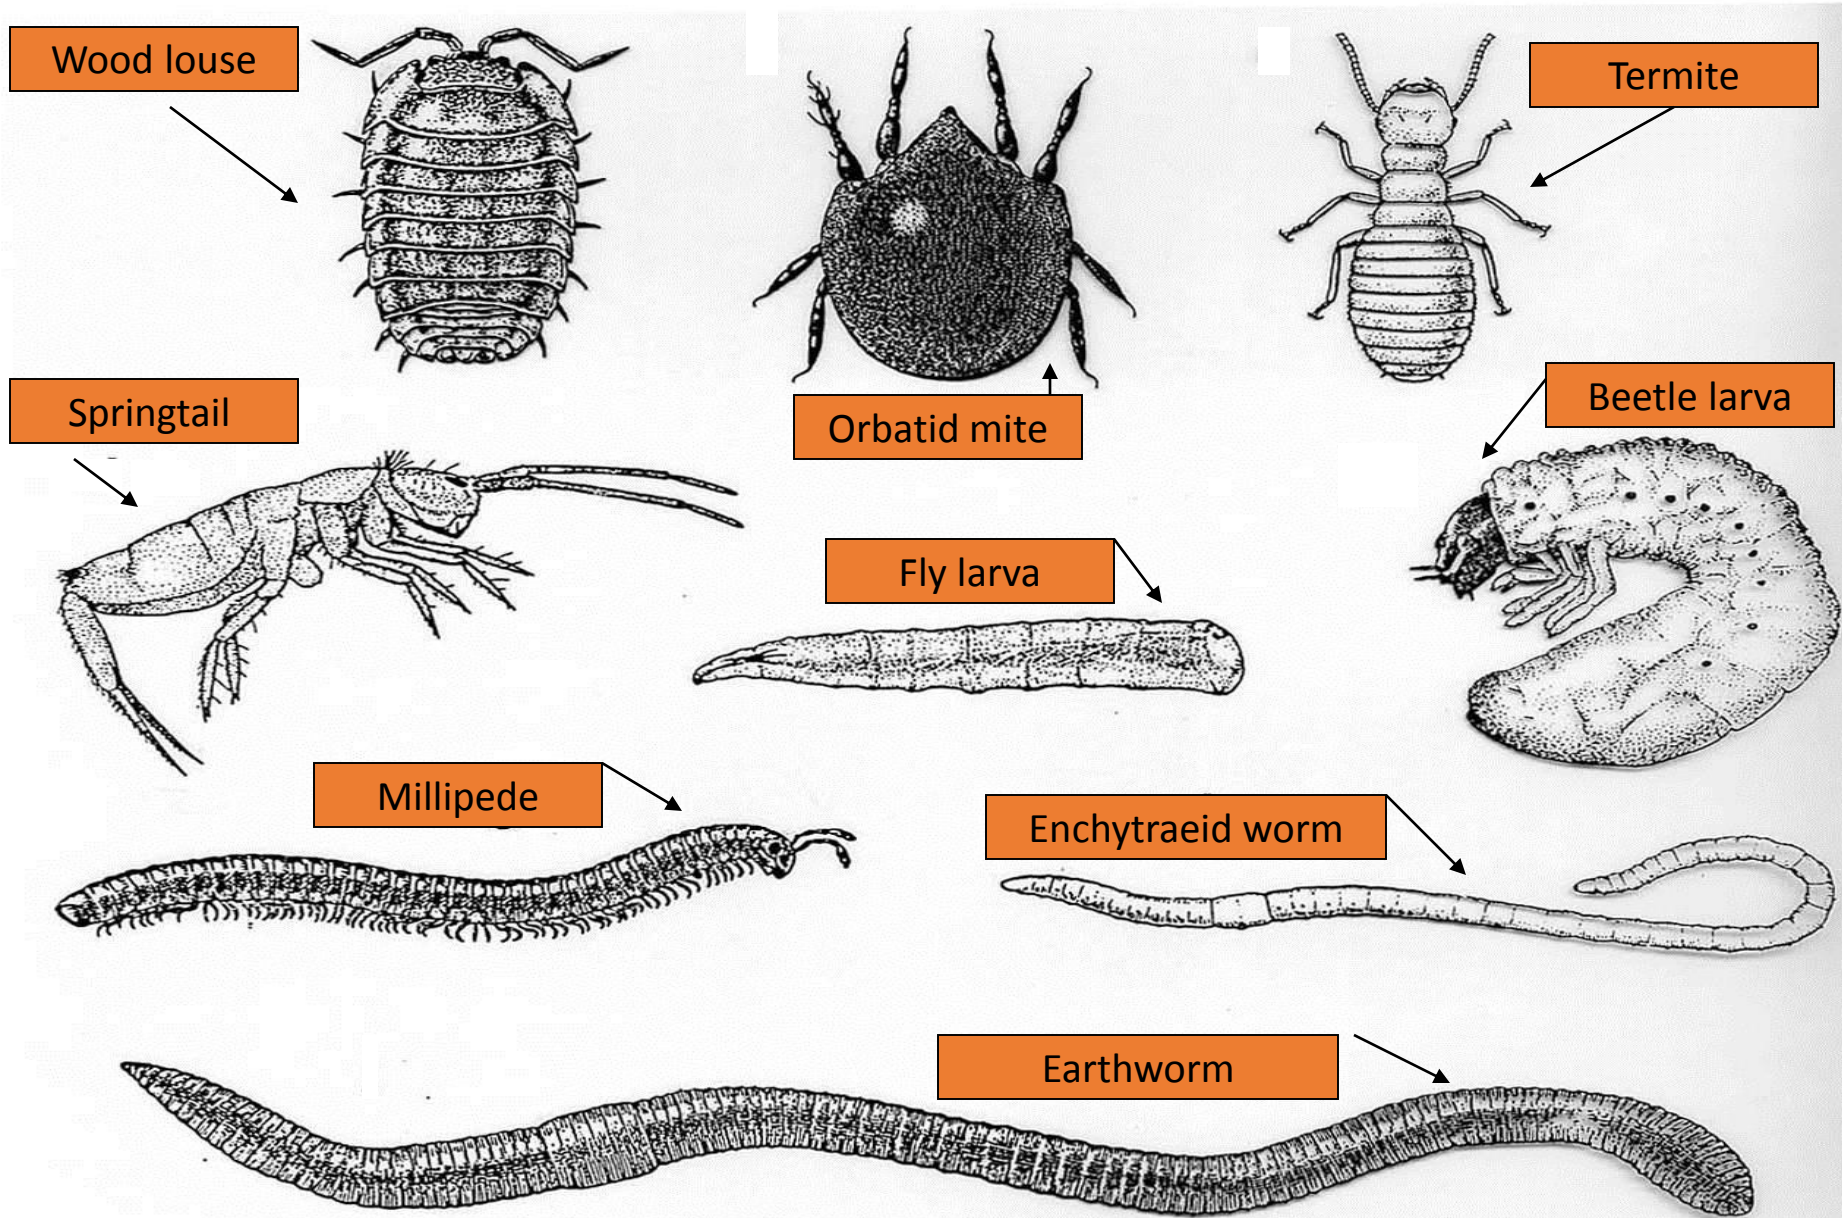 Wood louse
Termite
Springtail
Orbatid mite
Beetle larva
Fly larva
Millipede
Enchytraeid worm
Earthworm